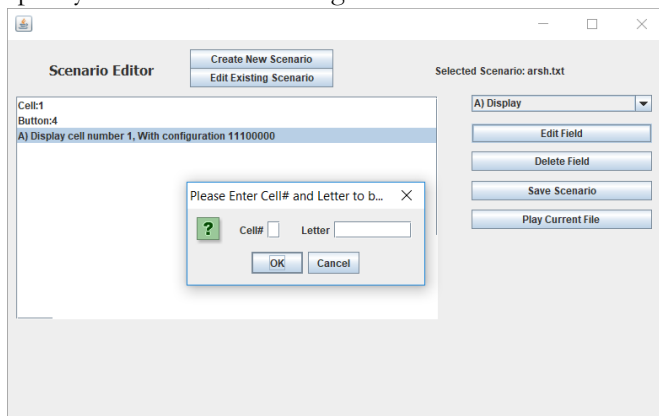 Create New Scenario
Scenario Editor
Edit Existing Scenario
Selected Scenario: arsh.txt
Cell:1
Button:4
A) Display cell number 1, With configuration 11100000
A) Display
Edit Field
Delete Field
Save Scenario
Play Current File
Please Enter Cell# and Letter to b...
Cell# Letter
OK Cancel